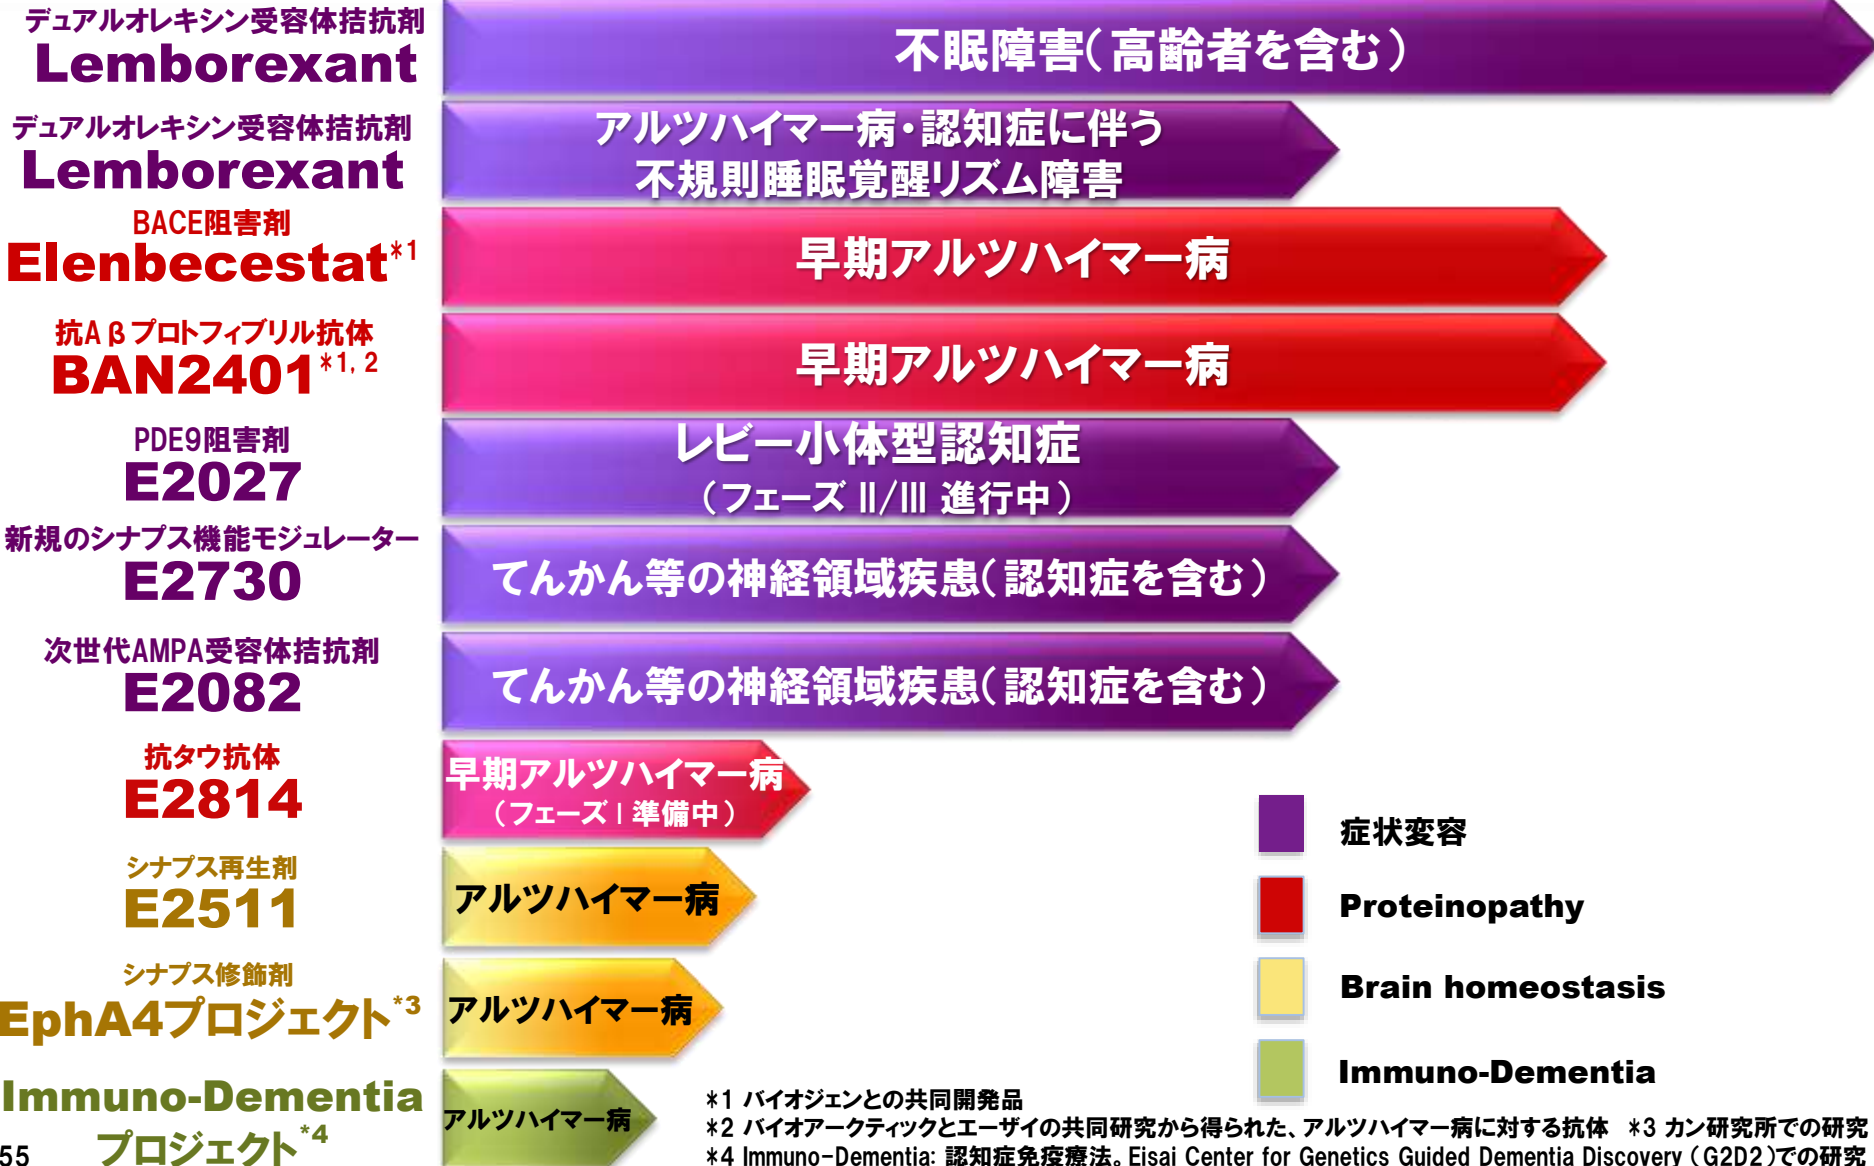 デュアルオレキシン受容体拮抗剤
Lemborexant
不眠障害(高齢者を含む)
デュアルオレキシン受容体拮抗剤
Lemborexant
アルツハイマー病・認知症に伴う
不規則睡眠覚醒リズム障害
BACE阻害剤
Elenbecestat*1
早期アルツハイマー病
抗Aβプロトフィブリル抗体
BAN2401*1, 2
早期アルツハイマー病
PDE9阻害剤
E2027
レビー小体型認知症
(フェーズ II/III 進行中)
新規のシナプス機能モジュレーター
E2730
てんかん等の神経領域疾患(認知症を含む)
次世代AMPA受容体拮抗剤
E2082
てんかん等の神経領域疾患(認知症を含む)
抗タウ抗体
E2814
早期アルツハイマー病
(フェーズ I 準備中)
シナプス再生剤
E2511
アルツハイマー病
シナプス修飾剤
EphA4プロジェクト*3
アルツハイマー病
Immuno-Dementia
プロジェクト*4
アルツハイマー病
症状変容
Proteinopathy
Brain homeostasis
Immuno-Dementia
*1 バイオジェンとの共同開発品
*2 バイオアークティックとエーザイの共同研究から得られた、アルツハイマー病に対する抗体 *3 カン研究所での研究
*4 Immuno-Dementia: 認知症免疫療法。Eisai Center for Genetics Guided Dementia Discovery (G2D2)での研究
55